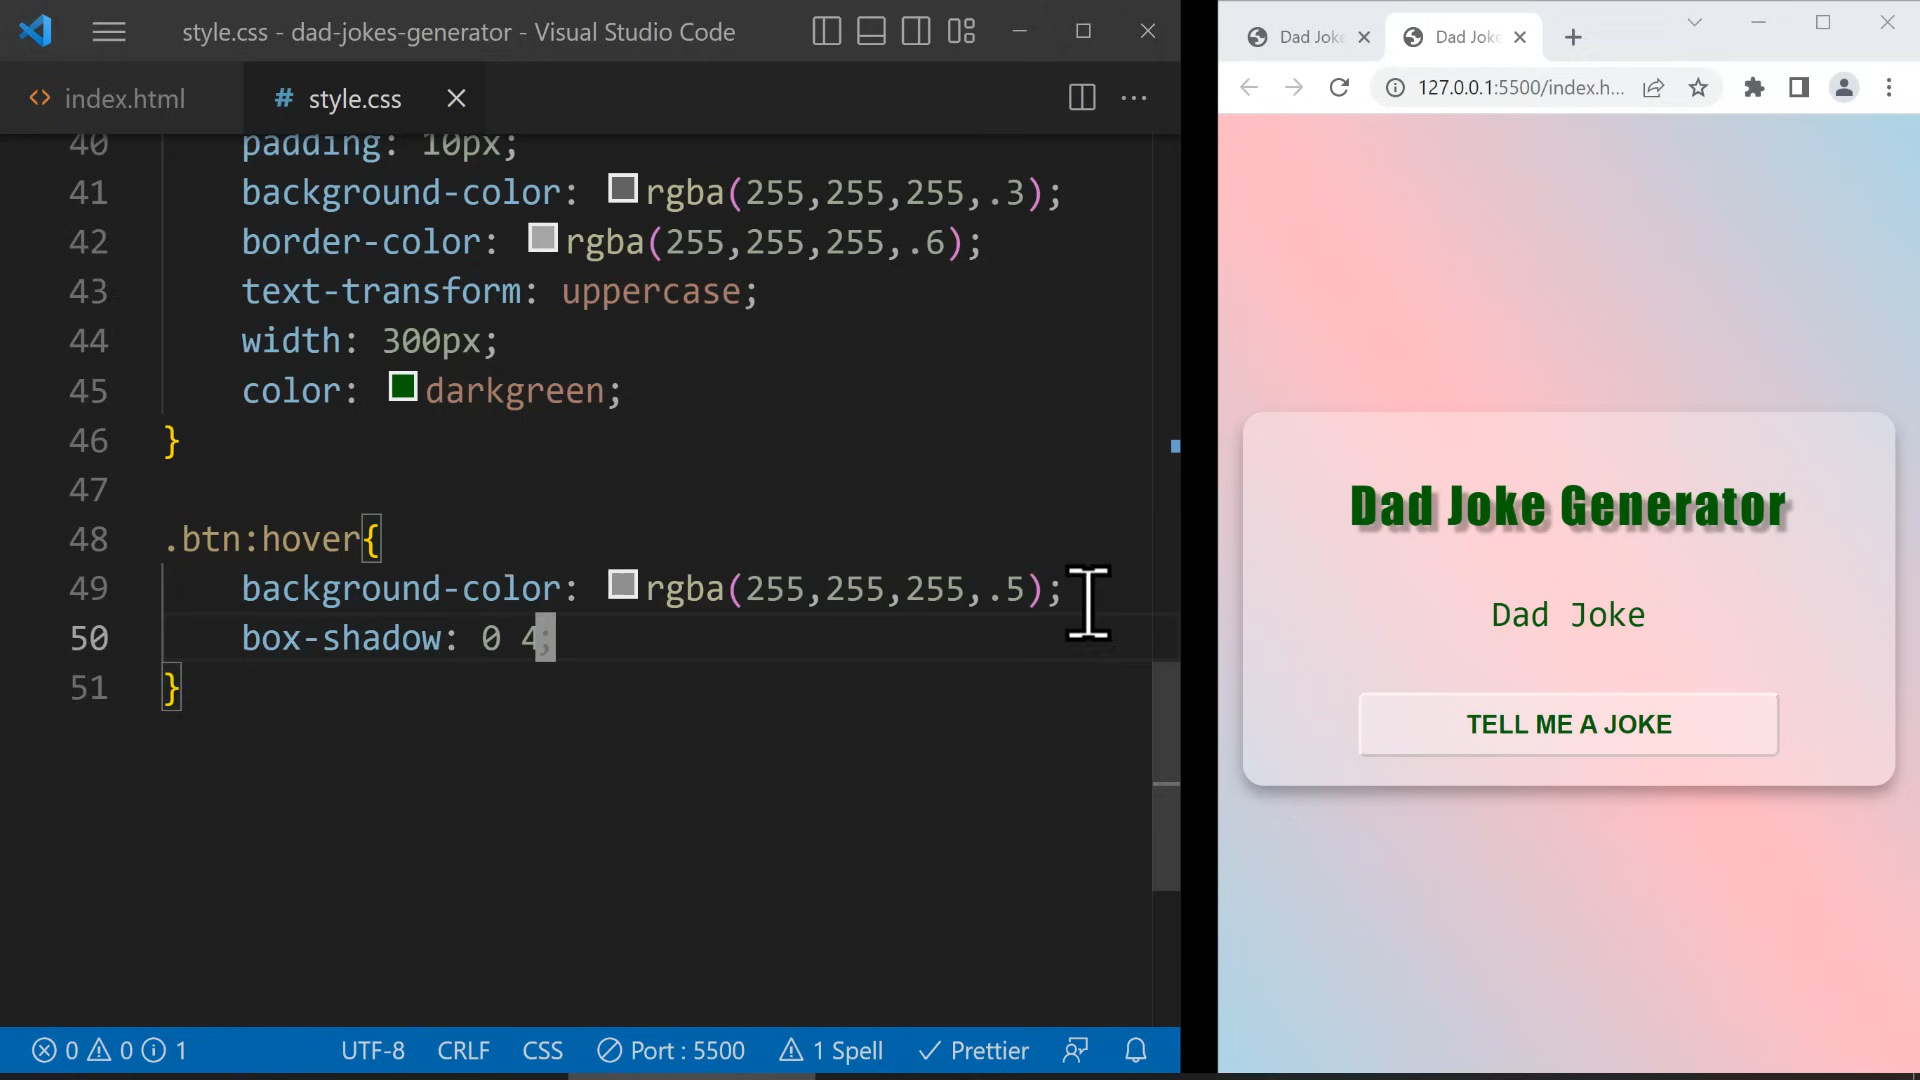 style.css - dad-jokes-generator - Visual Studio Code
index.html
# style.css
40 padding: 10px;
41 background-color: rgba(255,255,255,.3);
42 border-color: rgba(255,255,255,.6);
43 text-transform: uppercase;
44 width: 300px;
45 color: darkgreen;
46 }
47
48 .btn:hover{
49 background-color: rgba(255,255,255,.5);
50 box-shadow: 0 4;
51 }
0 0 1 UTF-8 CRLF CSS Port : 5500 1 Spell Prettier
Dad Joke Dad Joke
127.0.0.1:5500/index.h...
Dad Joke Generator
Dad Joke
TELL ME A JOKE